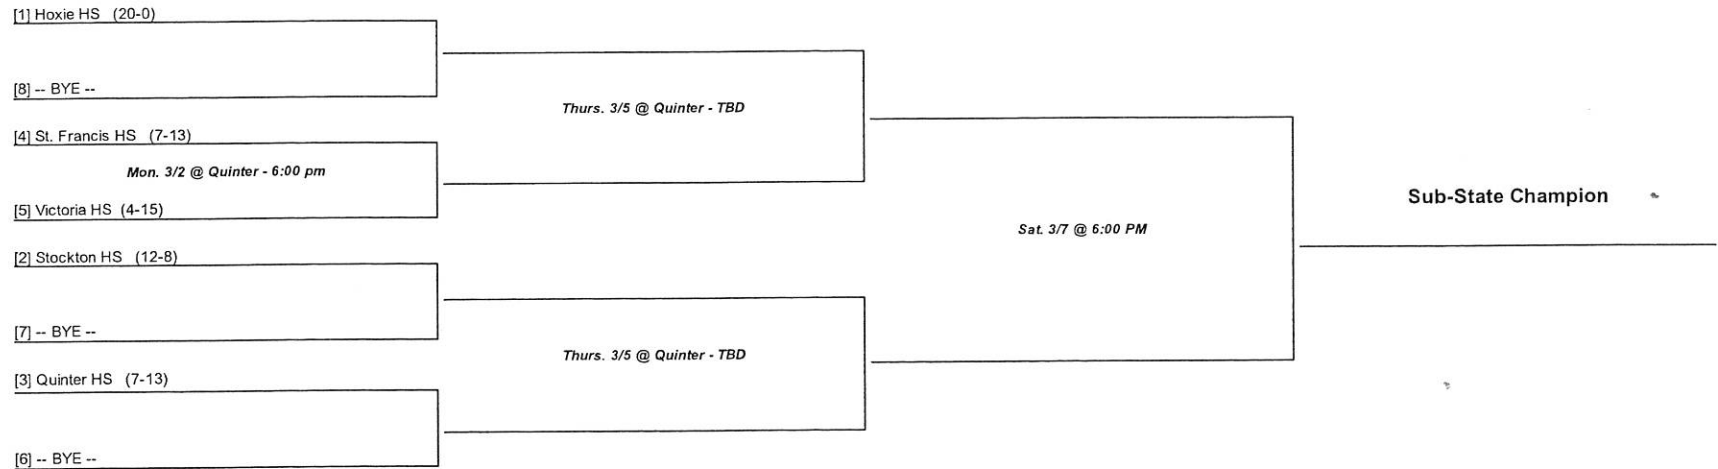 [1] Hoxie HS (20-0)
[8] -- BYE --
Thurs. 3/5 @ Quinter - TBD
[4] St. Francis HS (7-13)
Mon. 3/2 @ Quinter - 6:00 pm
[5] Victoria HS (4-15)
Sub-State Champion
Sat. 3/7 @ 6:00 PM
[2] Stockton HS (12-8)
[7] -- BYE --
Thurs. 3/5 @ Quinter - TBD
[3] Quinter HS (7-13)
[6] -- BYE --